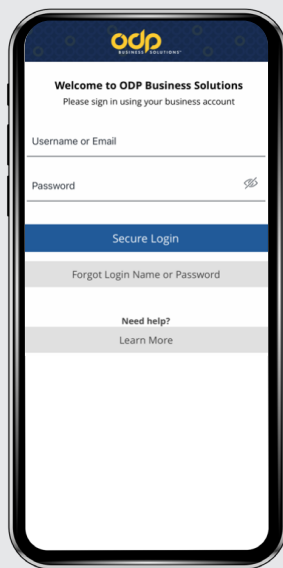 odp
BUSINESS SOLUTIONS
Welcome to ODP Business Solutions
Please sign in using your business account
Username or Email
Password
Secure Login
Forgot Login Name or Password
Need help?
Learn More